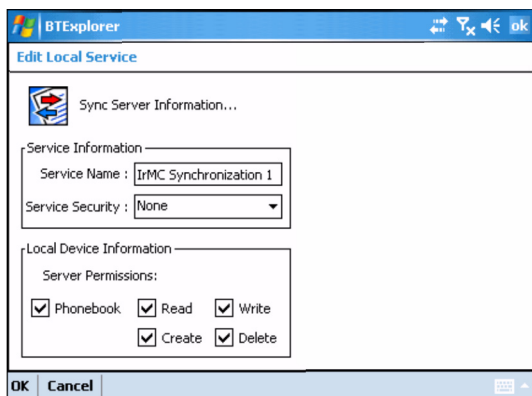 BTExplorer ok
Edit Local Service
Sync Server Information...
Service Information
Service Name : IrMC Synchronization 1
Service Security : None
Local Device Information
Server Permissions:
Phonebook Read Write
Create Delete
OK Cancel